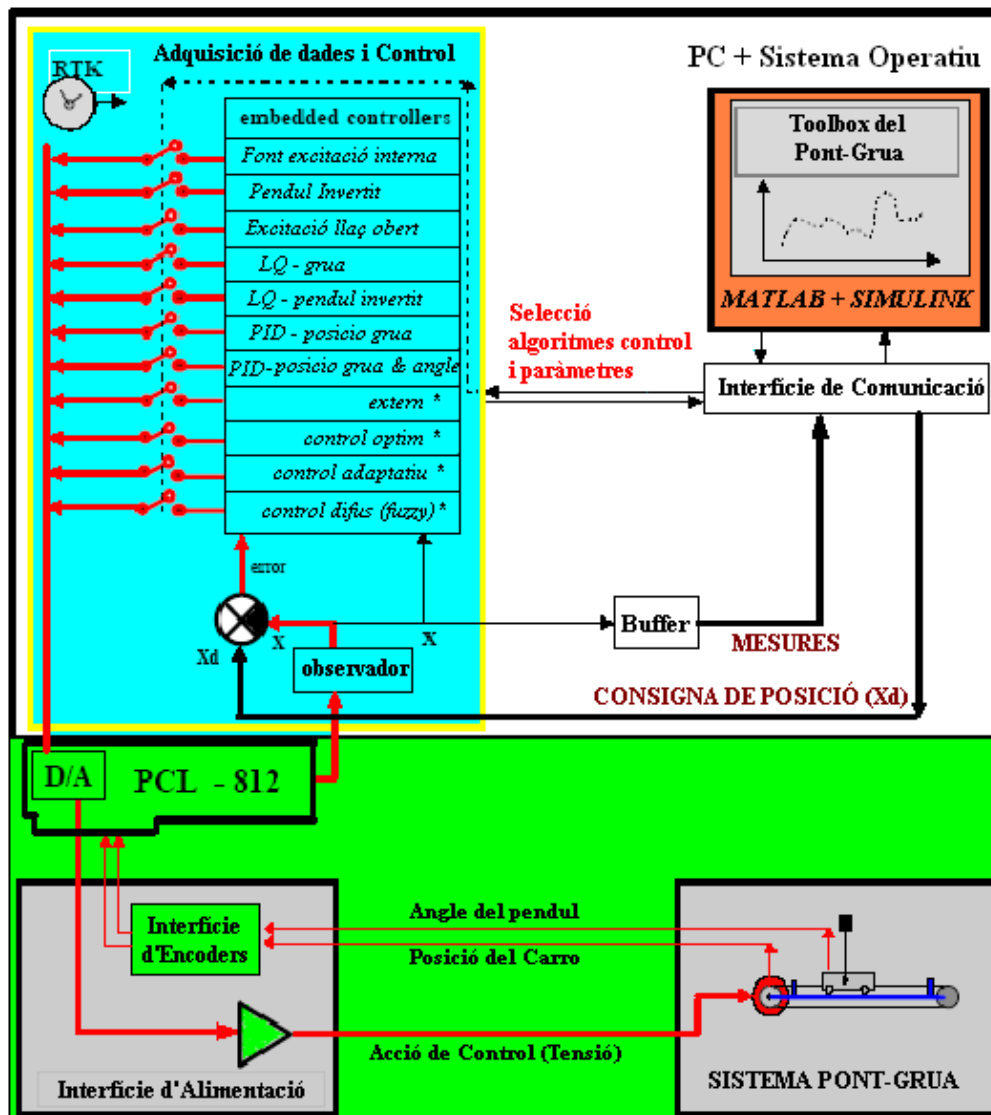 Adquisició de dades i Control
RTK
PC + Sistema Operatiu
embedded controllers
Font excitació interna
Pendul Invertit
Excitació llaç obert
LQ - grua
LQ - pendul invertit
PID - posicio grua
PID-posicio grua & angle
extern *
control optim *
control adaptatiu *
control difus (fuzzy) *
Toolbox del
Pont-Grua
MATLAB + SIMULINK
Selecció
algoritmes control
i paràmetres
Interfície de Comunicació
error
X
X
Xd
observador
Buffer
MESURES
CONSIGNA DE POSICIÓ (Xd)
D/A
PCL - 812
Interfície
d'Encoders
Angle del pendul
Posició del Carro
Acció de Control (Tensió)
Interfície d'Alimentació
SISTEMA PONT-GRUA